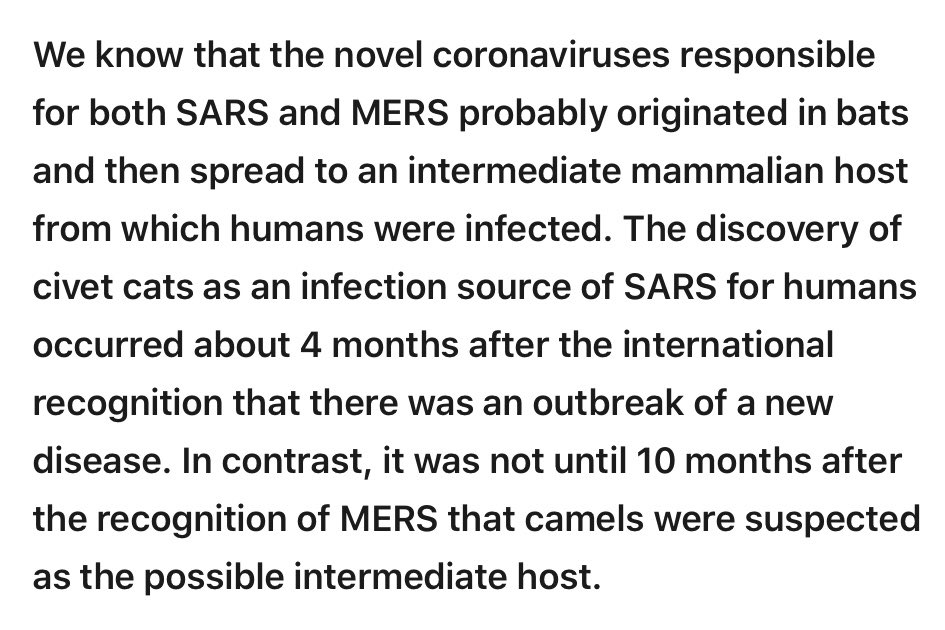 We know that the novel coronaviruses responsible
for both SARS and MERS probably originated in bats
and then spread to an intermediate mammalian host
from which humans were infected. The discovery of
civet cats as an infection source of SARS for humans
occurred about 4 months after the international
recognition that there was an outbreak of a new
disease. In contrast, it was not until 10 months after
the recognition of MERS that camels were suspected
as the possible intermediate host.